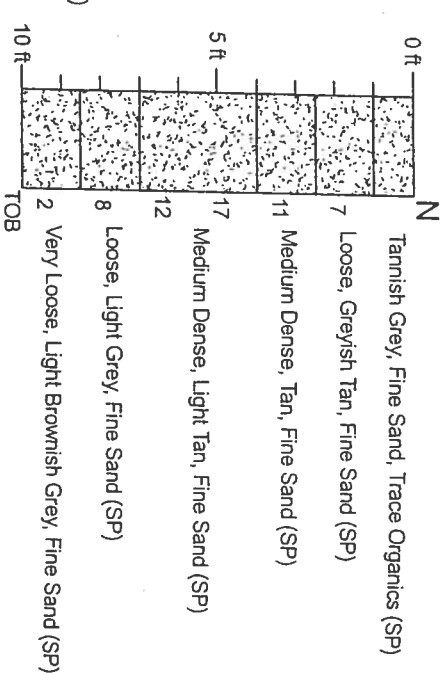 N
0 ft
Tannish Grey, Fine Sand, Trace Organics (SP)
7 Loose, Greyish Tan, Fine Sand (SP)
11 Medium Dense, Tan, Fine Sand (SP)
5 ft
17
Medium Dense, Light Tan, Fine Sand (SP)
12
8 Loose, Light Grey, Fine Sand (SP)
2 Very Loose, Light Brownish Grey, Fine Sand (SP)
10 ft
TOB
)